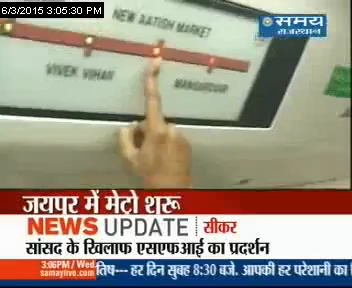 6/3/2015 3:05:30 PM
समय
राजस्थान
NEW AATISH MARKET
VIVEK VIHAR
MANSAROVAR
जयपुर में मेट्रो शुरू
NEWS UPDATE सीकर
सांसद के खिलाफ एसएफआई का प्रदर्शन
3:06PM / Wed
samaylive.com तिष--- हर दिन सुबह 8:30 बजे. आपकी हर परेशानी का